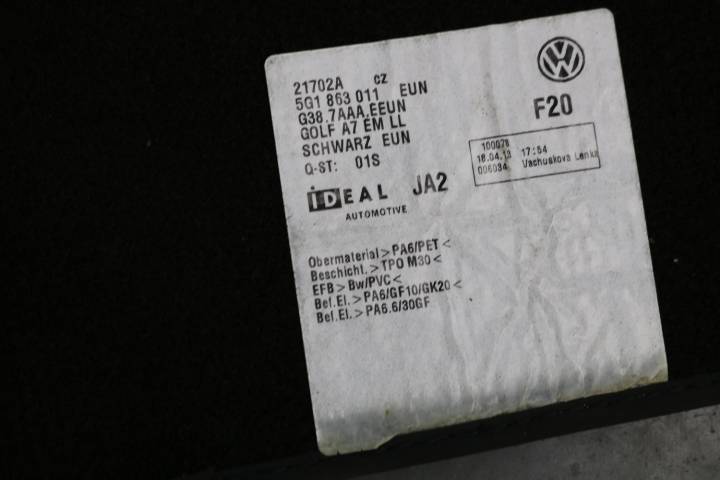 21702A CZ
5G1 863 011 EUN
G38.7AAA.EEUN
GOLF A7 EM LL
SCHWARZ EUN
Q-ST: 01S
F20
100078
18.04.13 17:54
006034 Vachuskova Lenka
IDEAL JA2
AUTOMOTIVE
Obermaterial>PA6/PET<
Beschicht.>TPO M30<
EFB>Bw/PVC<
Bef.El.>PA6/GF10/GK20<
Bef.El.>PA6.6/30GF